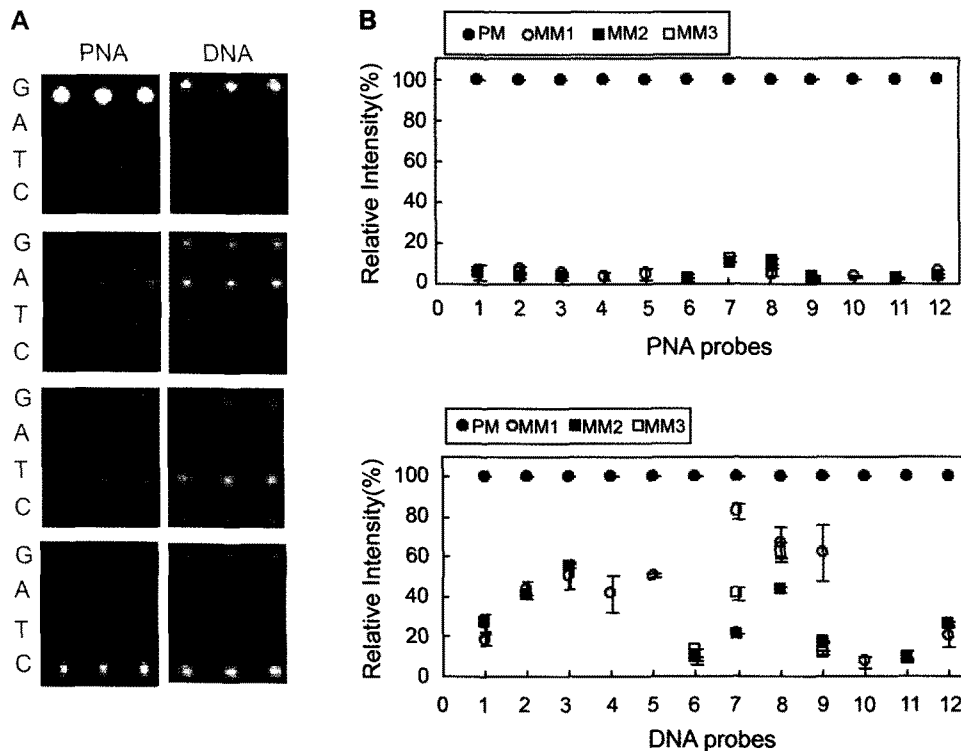 A
PNA DNA
G
A
T
C
G
A
T
C
G
A
T
C
G
A
T
C
B
PM MM1 MM2 MM3
Relative Intensity(%)
100
80
60
40
20
0
0 1 2 3 4 5 6 7 8 9 10 11 12
PNA probes
PM MM1 MM2 MM3
Relative Intensity(%)
100
80
60
40
20
0
0 1 2 3 4 5 6 7 8 9 10 11 12
DNA probes